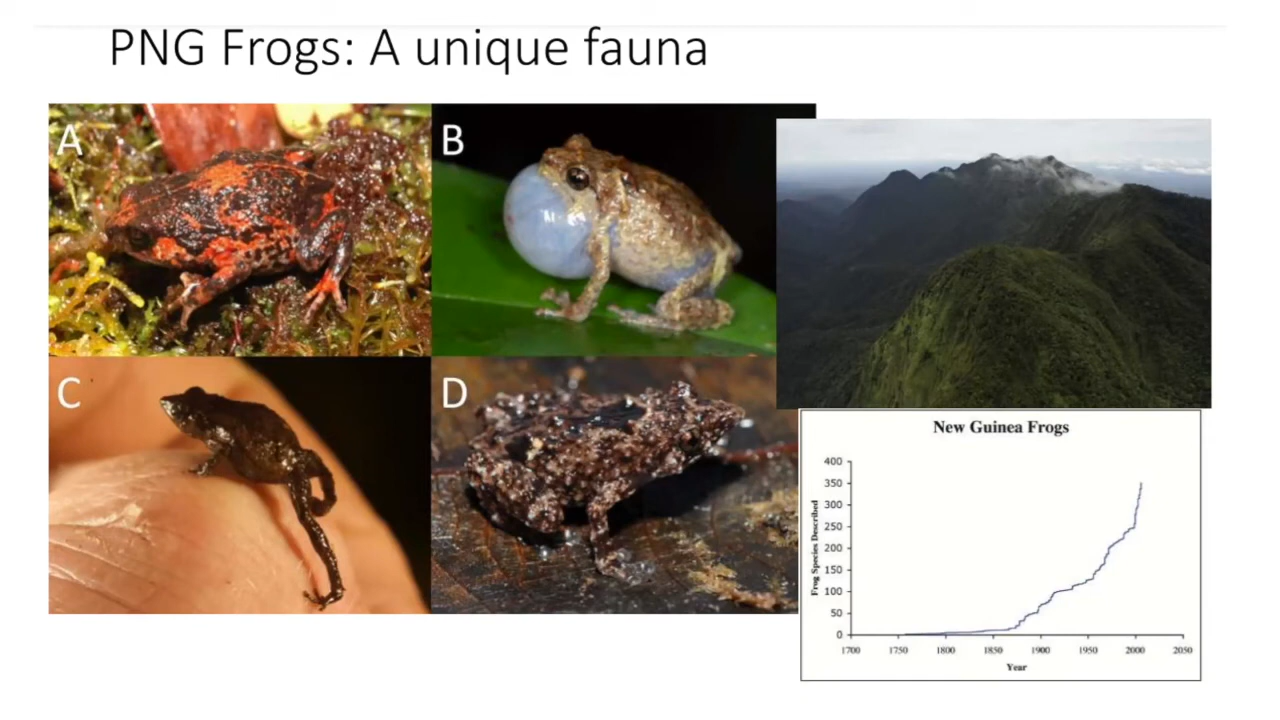 PNG Frogs: A unique fauna
A
B
C
D
New Guinea Frogs
Frog Species Described
400
350
300
250
200
150
100
50
0
1700 1750 1800 1850 1900 1950 2000 2050
Year